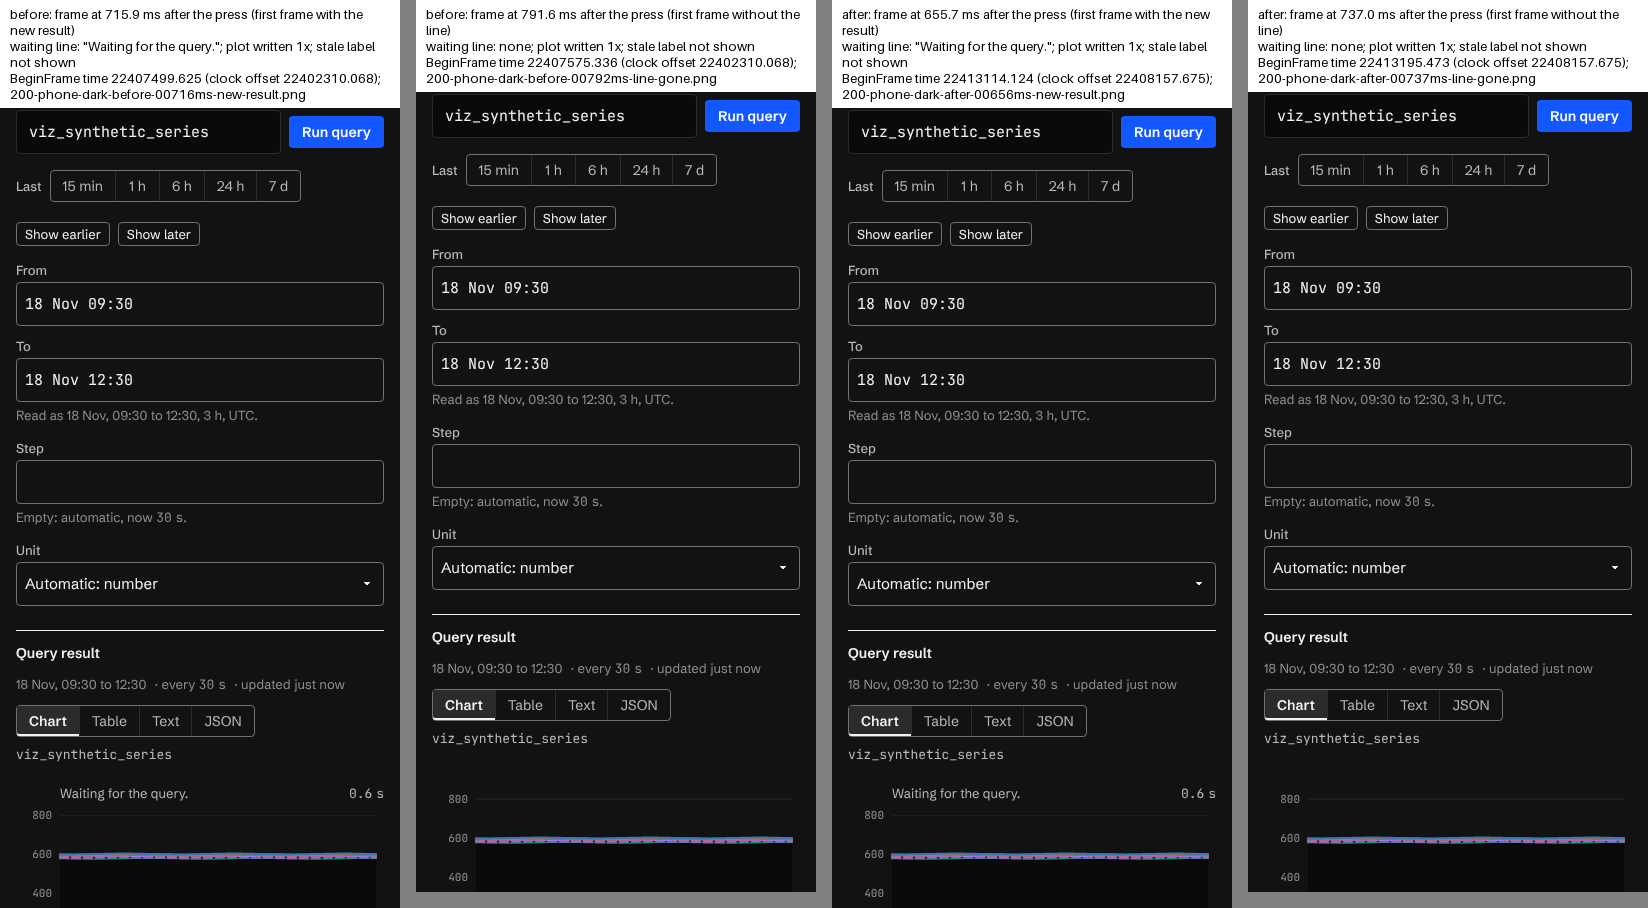 before: frame at 715.9 ms after the press (first frame with the
new result)
waiting line: "Waiting for the query."; plot written 1x; stale label
not shown
BeginFrame time 22407499.625 (clock offset 22402310.068);
200-phone-dark-before-00716ms-new-result.png
viz_synthetic_series
Run query
Last
15 min
1 h
6 h
24 h
7 d
Show earlier
Show later
From
18 Nov 09:30
To
18 Nov 12:30
Read as 18 Nov, 09:30 to 12:30, 3 h, UTC.
Step
Empty: automatic, now 30 s.
Unit
Automatic: number
Query result
18 Nov, 09:30 to 12:30 · every 30 s · updated just now
Chart
Table
Text
JSON
viz_synthetic_series
Waiting for the query.
0.6 s
800
600
400
before: frame at 791.6 ms after the press (first frame without the
line)
waiting line: none; plot written 1x; stale label not shown
BeginFrame time 22407575.336 (clock offset 22402310.068);
200-phone-dark-before-00792ms-line-gone.png
viz_synthetic_series
Run query
Last
15 min
1 h
6 h
24 h
7 d
Show earlier
Show later
From
18 Nov 09:30
To
18 Nov 12:30
Read as 18 Nov, 09:30 to 12:30, 3 h, UTC.
Step
Empty: automatic, now 30 s.
Unit
Automatic: number
Query result
18 Nov, 09:30 to 12:30 · every 30 s · updated just now
Chart
Table
Text
JSON
viz_synthetic_series
800
600
400
after: frame at 655.7 ms after the press (first frame with the new
result)
waiting line: "Waiting for the query."; plot written 1x; stale label
not shown
BeginFrame time 22413114.124 (clock offset 22408157.675);
200-phone-dark-after-00656ms-new-result.png
viz_synthetic_series
Run query
Last
15 min
1 h
6 h
24 h
7 d
Show earlier
Show later
From
18 Nov 09:30
To
18 Nov 12:30
Read as 18 Nov, 09:30 to 12:30, 3 h, UTC.
Step
Empty: automatic, now 30 s.
Unit
Automatic: number
Query result
18 Nov, 09:30 to 12:30 · every 30 s · updated just now
Chart
Table
Text
JSON
viz_synthetic_series
Waiting for the query.
0.6 s
800
600
400
after: frame at 737.0 ms after the press (first frame without the
line)
waiting line: none; plot written 1x; stale label not shown
BeginFrame time 22413195.473 (clock offset 22408157.675);
200-phone-dark-after-00737ms-line-gone.png
viz_synthetic_series
Run query
Last
15 min
1 h
6 h
24 h
7 d
Show earlier
Show later
From
18 Nov 09:30
To
18 Nov 12:30
Read as 18 Nov, 09:30 to 12:30, 3 h, UTC.
Step
Empty: automatic, now 30 s.
Unit
Automatic: number
Query result
18 Nov, 09:30 to 12:30 · every 30 s · updated just now
Chart
Table
Text
JSON
viz_synthetic_series
800
600
400